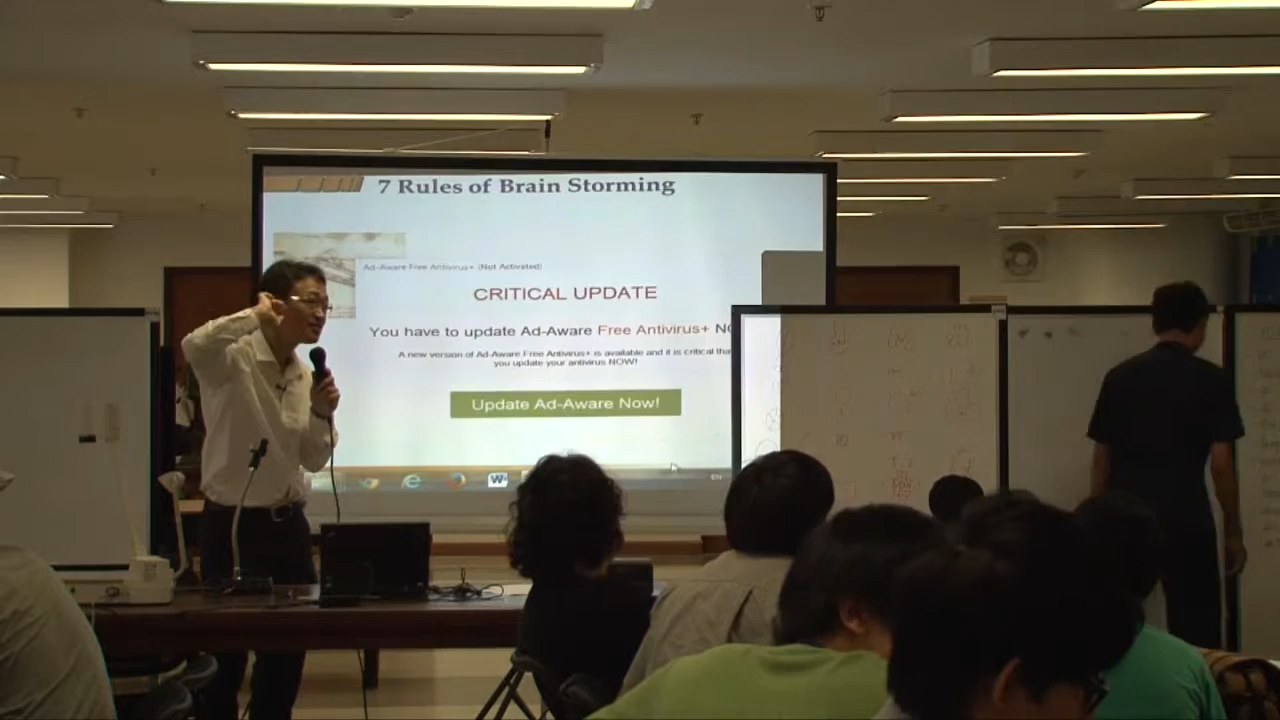 7 Rules of Brain Storming
Ad-Aware Free Antivirus+ (Not Activated)
CRITICAL UPDATE
You have to update Ad-Aware Free Antivirus+
A new version of Ad-Aware Free Antivirus+ is available and it is critical
you update your antivirus NOW!
Update Ad-Aware Now!
W
EN